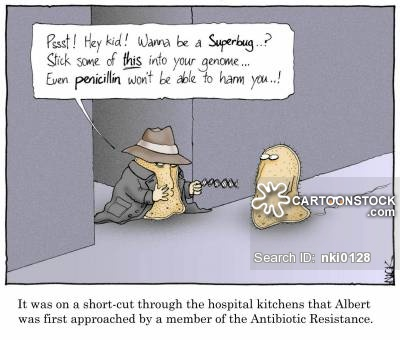 Pssst! Hey kid! Wanna be a Superbug..?
Stick some of this into your genome...
Even penicillin won't be able to harm you..!
CARTOONSTOCK
.com
Search ID: nki0128
NICK
It was on a short-cut through the hospital kitchens that Albert
was first approached by a member of the Antibiotic Resistance.